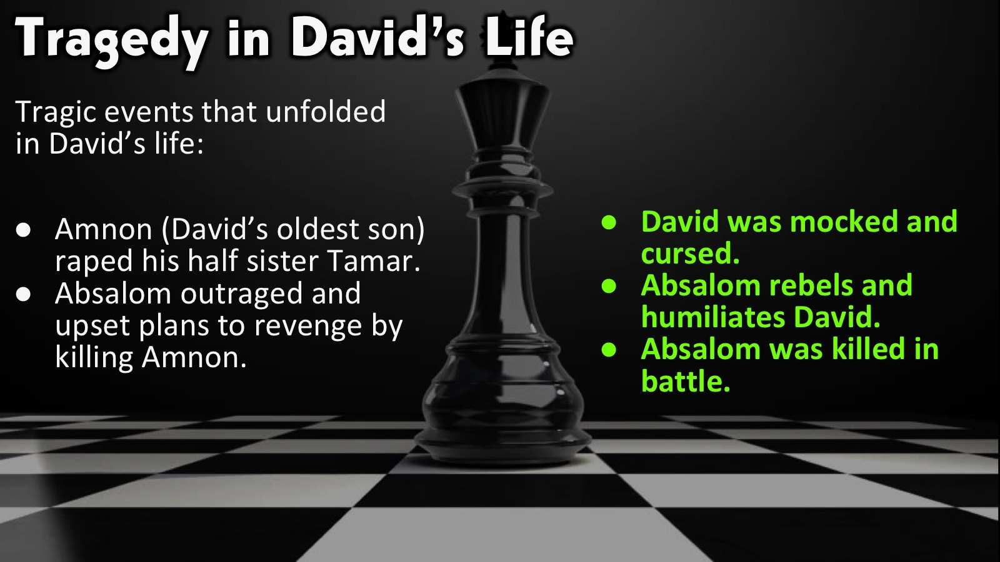 Tragedy in David’s Life
Tragic events that unfolded
in David’s life:
● Amnon (David’s oldest son)
raped his half sister Tamar.
● Absalom outraged and
upset plans to revenge by
killing Amnon.
● David was mocked and
cursed.
● Absalom rebels and
humiliates David.
● Absalom was killed in
battle.